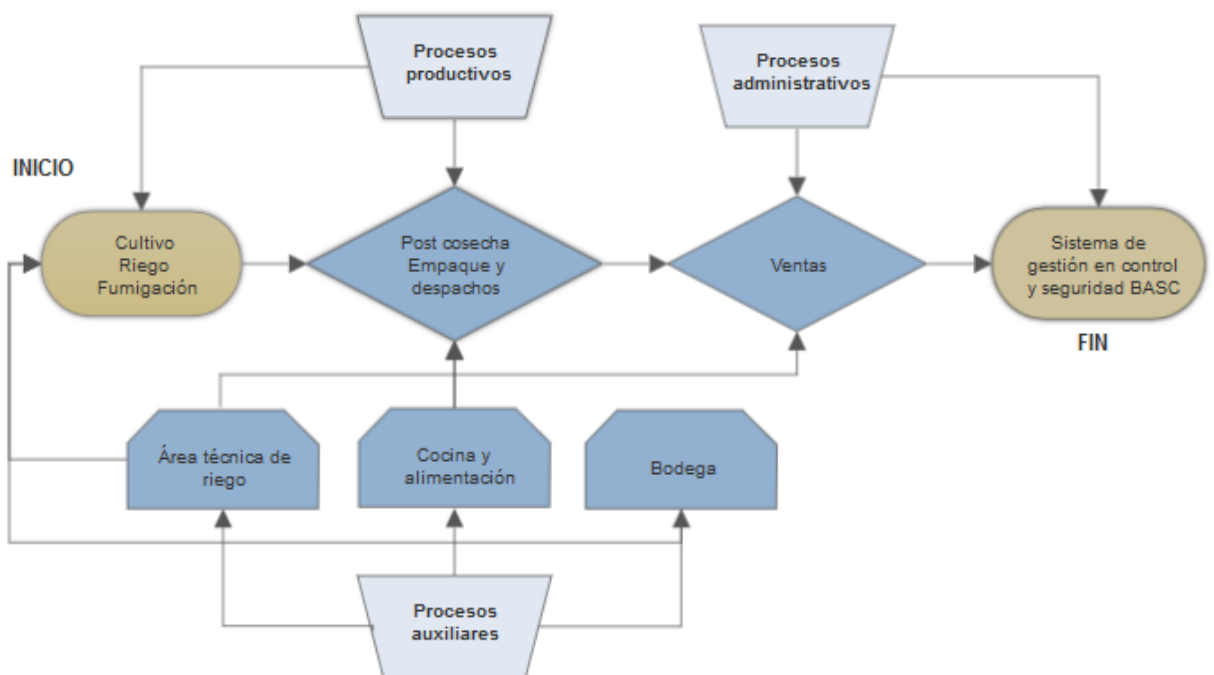 Procesos
productivos
Procesos
administrativos
INICIO
Cultivo
Riego
Fumigación
Post cosecha
Empaque y
despachos
Ventas
Sistema de
gestión en control
y seguridad BASC
FIN
Área técnica de
riego
Cocina y
alimentación
Bodega
Procesos
auxiliares